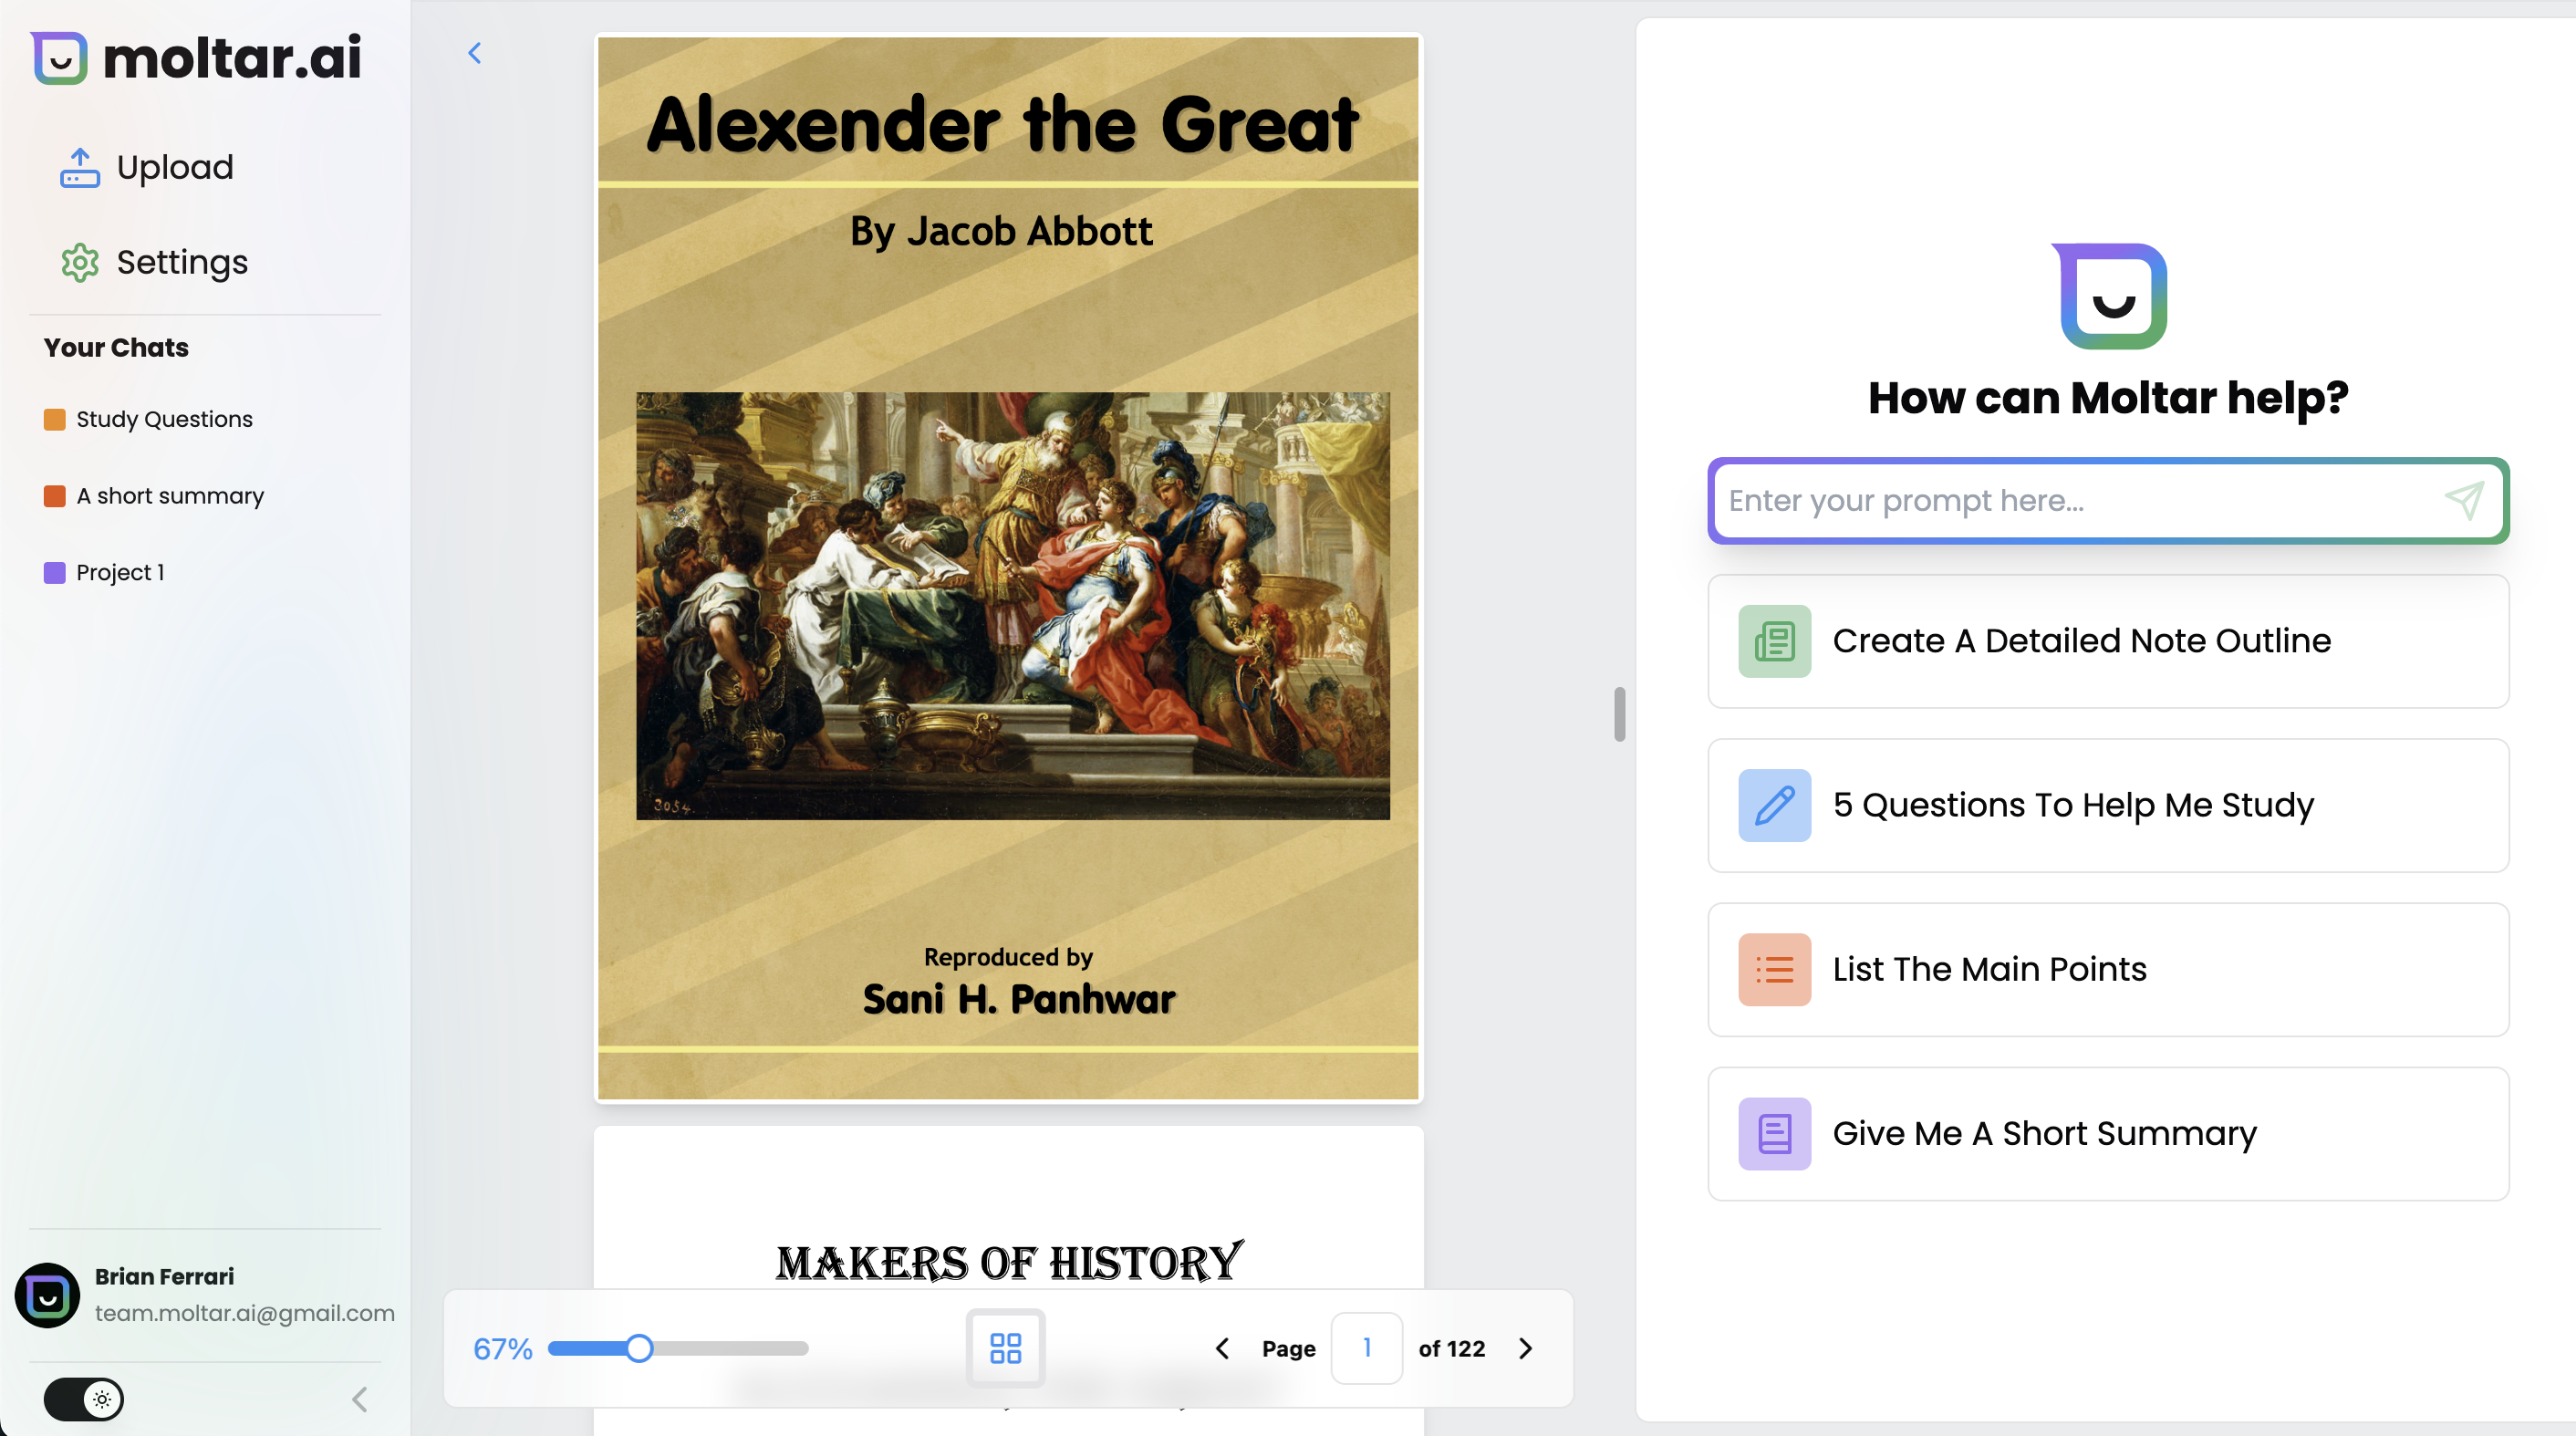 moltar.ai
Upload
Settings
Your Chats
Study Questions
A short summary
Project 1
Brian Ferrari
team.moltar.ai@gmail.com
Alexender the Great
By Jacob Abbott
3054.
Reproduced by
Sani H. Panhwar
MAKERS OF HISTORY
67%
Page
1
of 122
How can Moltar help?
Enter your prompt here...
Create A Detailed Note Outline
5 Questions To Help Me Study
List The Main Points
Give Me A Short Summary